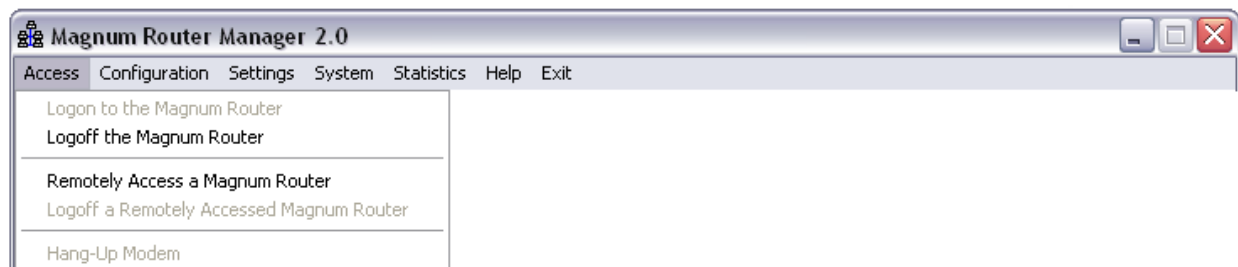 Magnum Router Manager 2.0
Access Configuration Settings System Statistics Help Exit
Logon to the Magnum Router
Logoff the Magnum Router
Remotely Access a Magnum Router
Logoff a Remotely Accessed Magnum Router
Hang-Up Modem